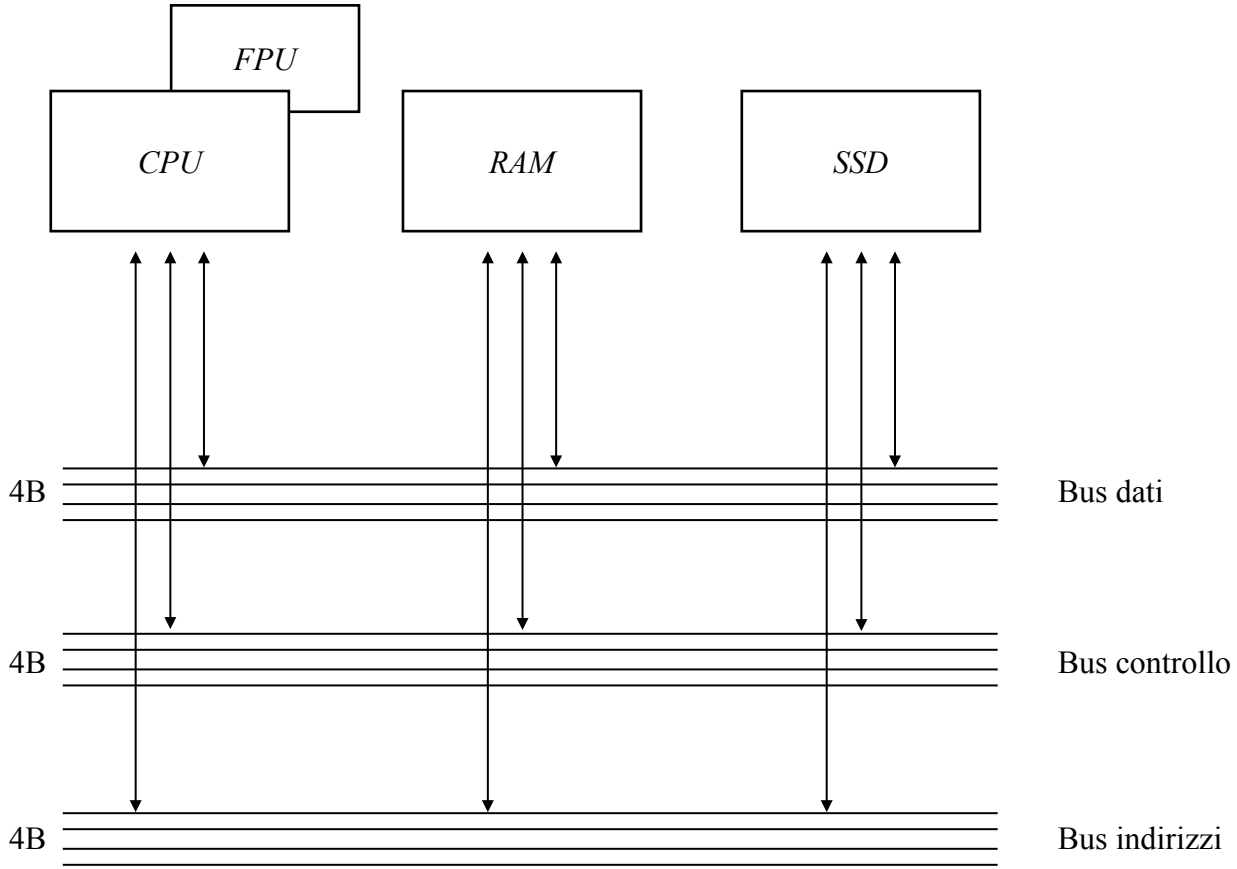 FPU
CPU
RAM
SSD
4B
Bus dati
4B
Bus controllo
4B
Bus indirizzi